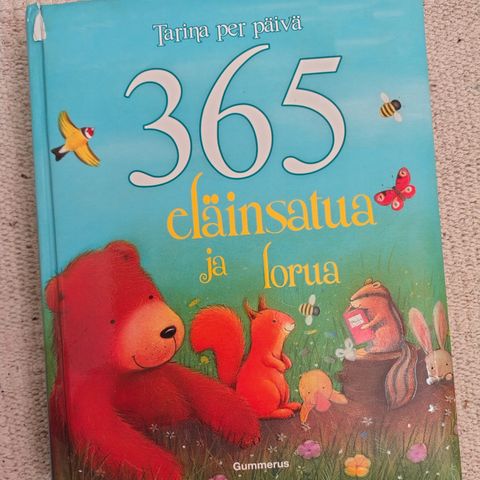 Tarina per päivä
365
eläinsatua
ja lorua
Gummerus